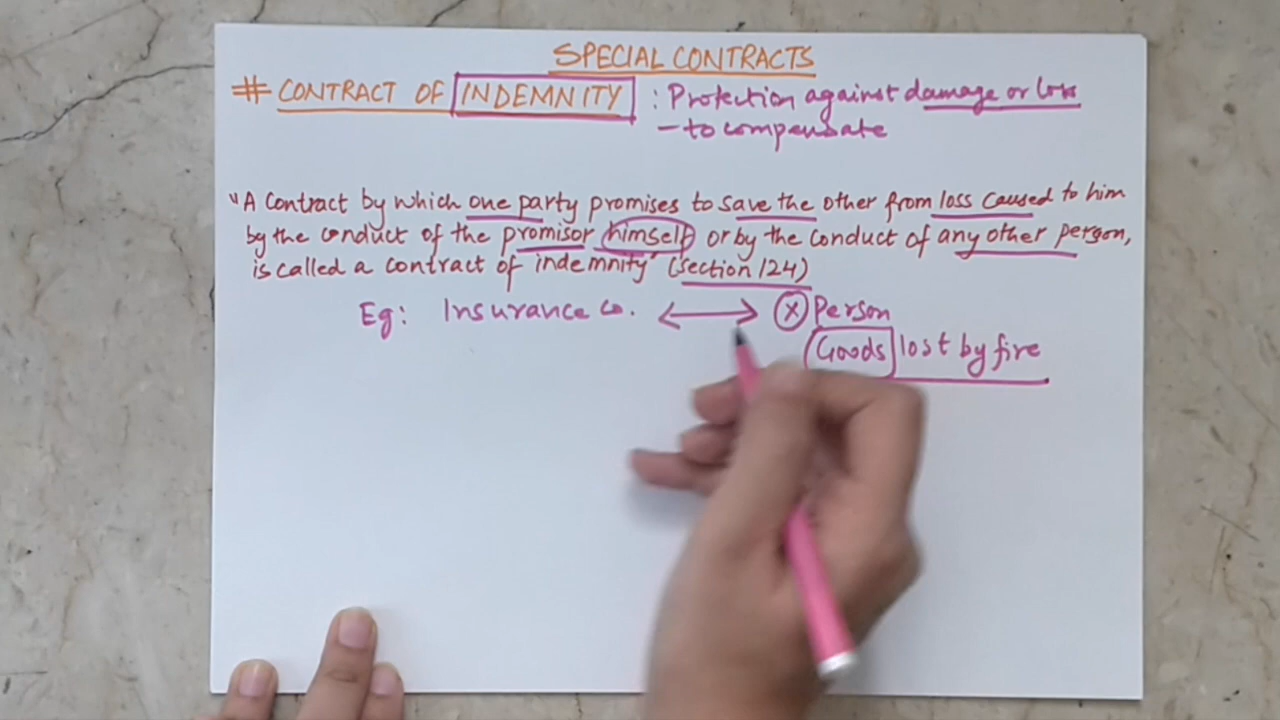 SPECIAL CONTRACTS
# CONTRACT OF INDEMNITY : Protection against damage or loss
- to compensate
"A contract by which one party promises to save the other from loss caused to him
by the conduct of the promisor himself or by the conduct of any other person,
is called a contract of indemnity" (Section 124)
Eg: Insurance Co. ⟷ X Person
Goods lost by fire